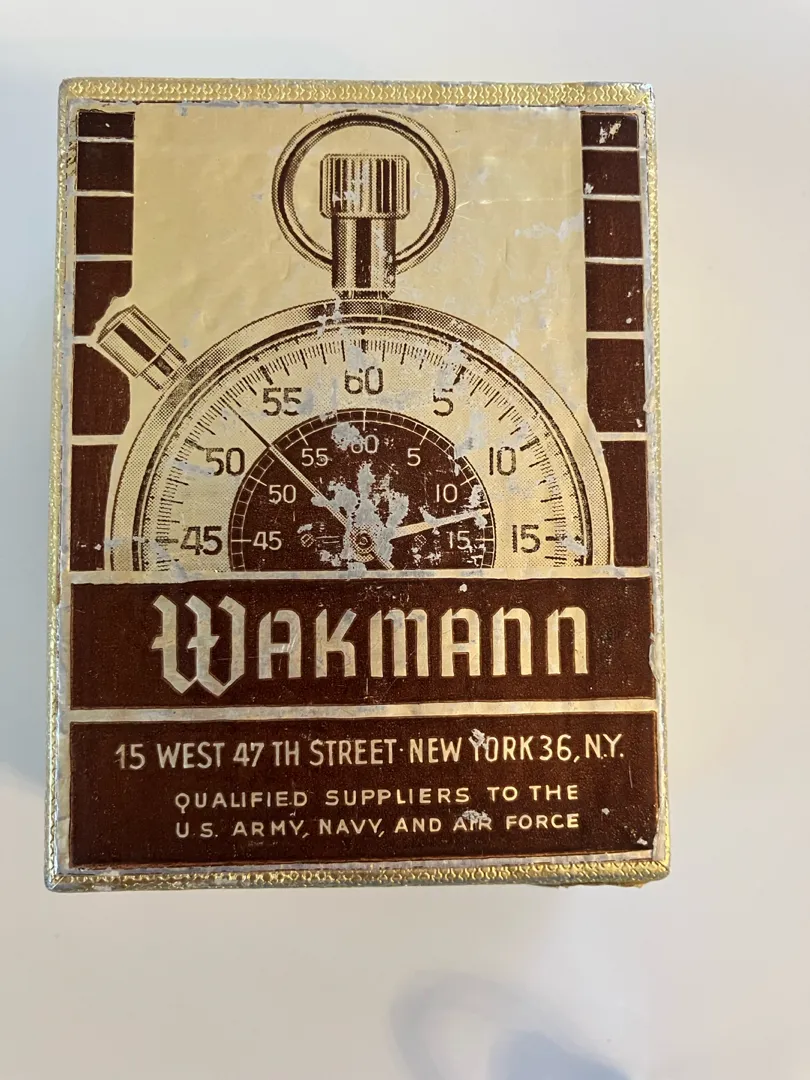 60
55 5
50 10
45 15
60
55 5
50 10
45 15
WAKMANN
15 WEST 47 TH STREET · NEW YORK 36, N.Y.
QUALIFIED SUPPLIERS TO THE
U.S. ARMY, NAVY, AND AIR FORCE